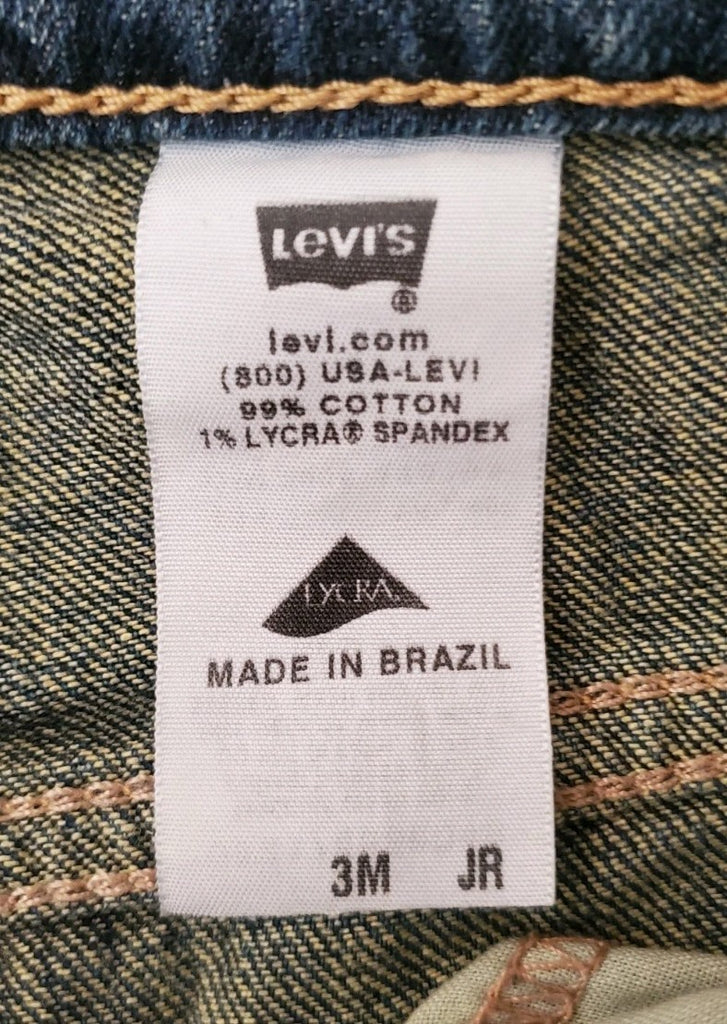 LEVI'S
®
levi.com
(800) USA-LEVI
99% COTTON
1% LYCRA® SPANDEX
LYCRA
MADE IN BRAZIL
3M JR